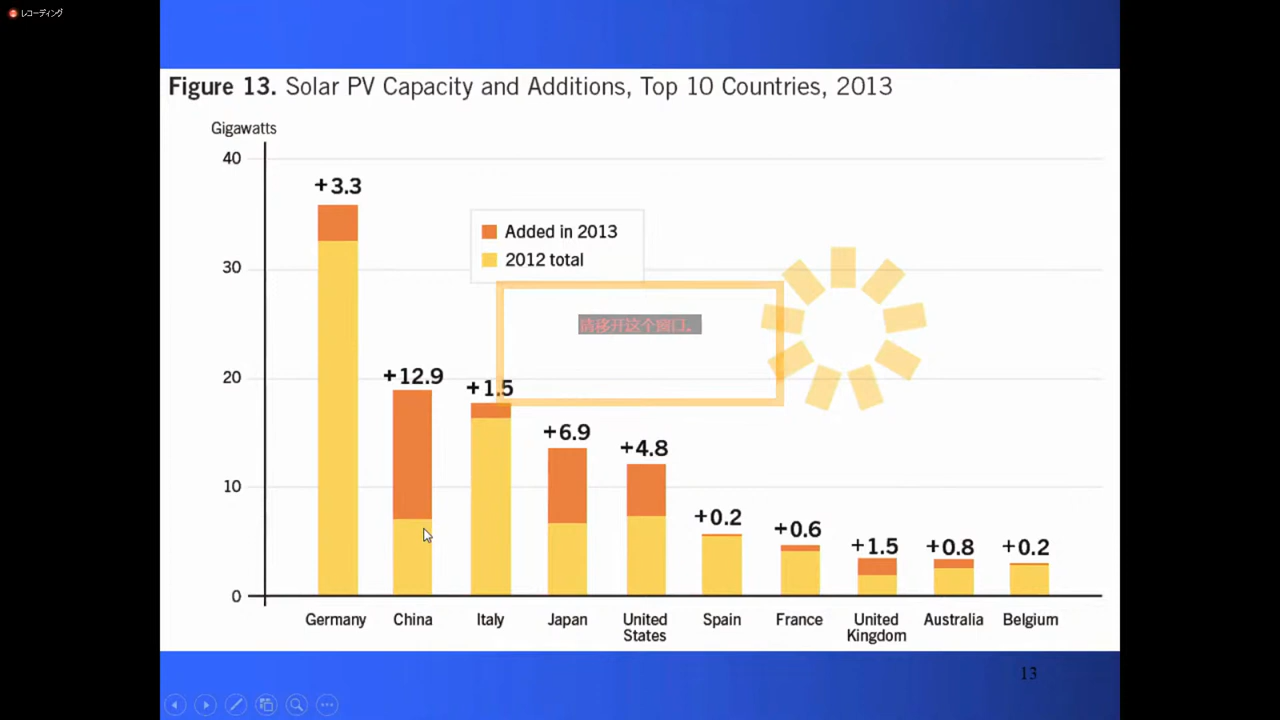 レコーディング
Figure 13. Solar PV Capacity and Additions, Top 10 Countries, 2013
Gigawatts
40
30
20
10
0
+3.3
+12.9
+1.5
+6.9
+4.8
+0.2
+0.6
+1.5
+0.8
+0.2
Added in 2013
2012 total
请移开这个窗口。
Germany
China
Italy
Japan
United
States
Spain
France
United
Kingdom
Australia
Belgium
13